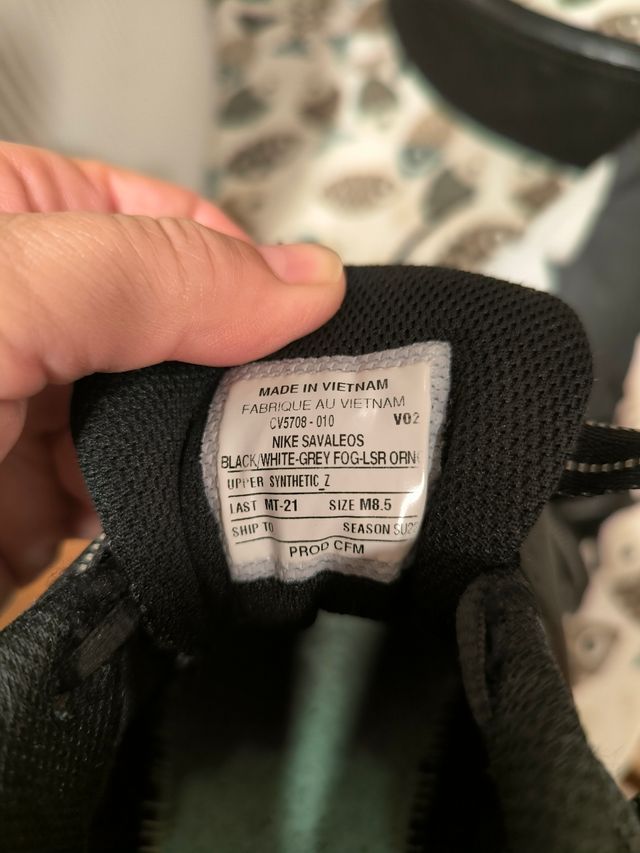 MADE IN VIETNAM
FABRIQUE AU VIETNAM
CV5708 - 010 V02
NIKE SAVALEOS
BLACK/WHITE-GREY FOG-LSR ORN
UPPER SYNTHETIC_Z
LAST MT-21 SIZE M8.5
SHIP TO SEASON
PROD CFM